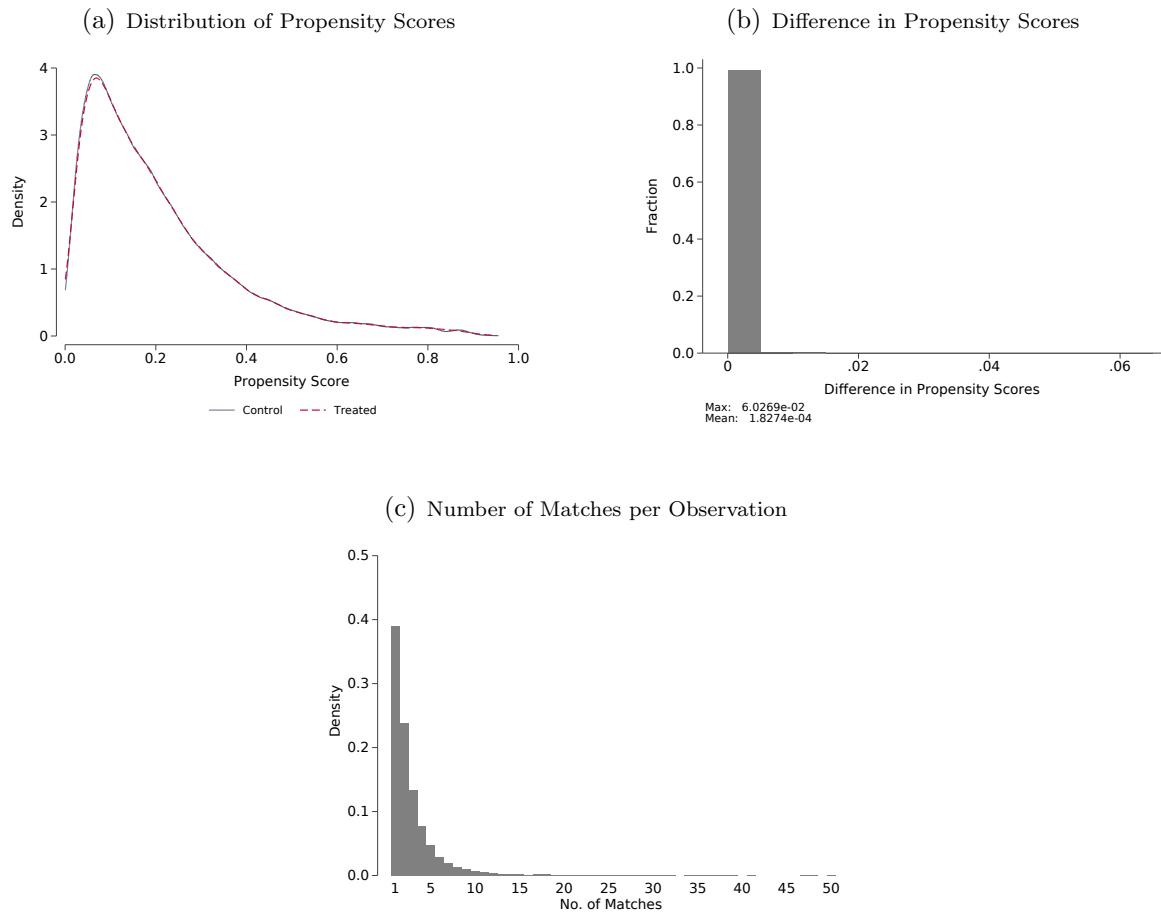 (a) Distribution of Propensity Scores
4
3
2
1
0
Density
0.0 0.2 0.4 0.6 0.8 1.0
Propensity Score
Control Treated
(b) Difference in Propensity Scores
1.0
0.8
0.6
0.4
0.2
0.0
Fraction
0 .02 .04 .06
Difference in Propensity Scores
Max: 6.0269e-02
Mean: 1.8274e-04
(c) Number of Matches per Observation
0.5
0.4
0.3
0.2
0.1
0.0
Density
1 5 10 15 20 25 30 35 40 45 50
No. of Matches